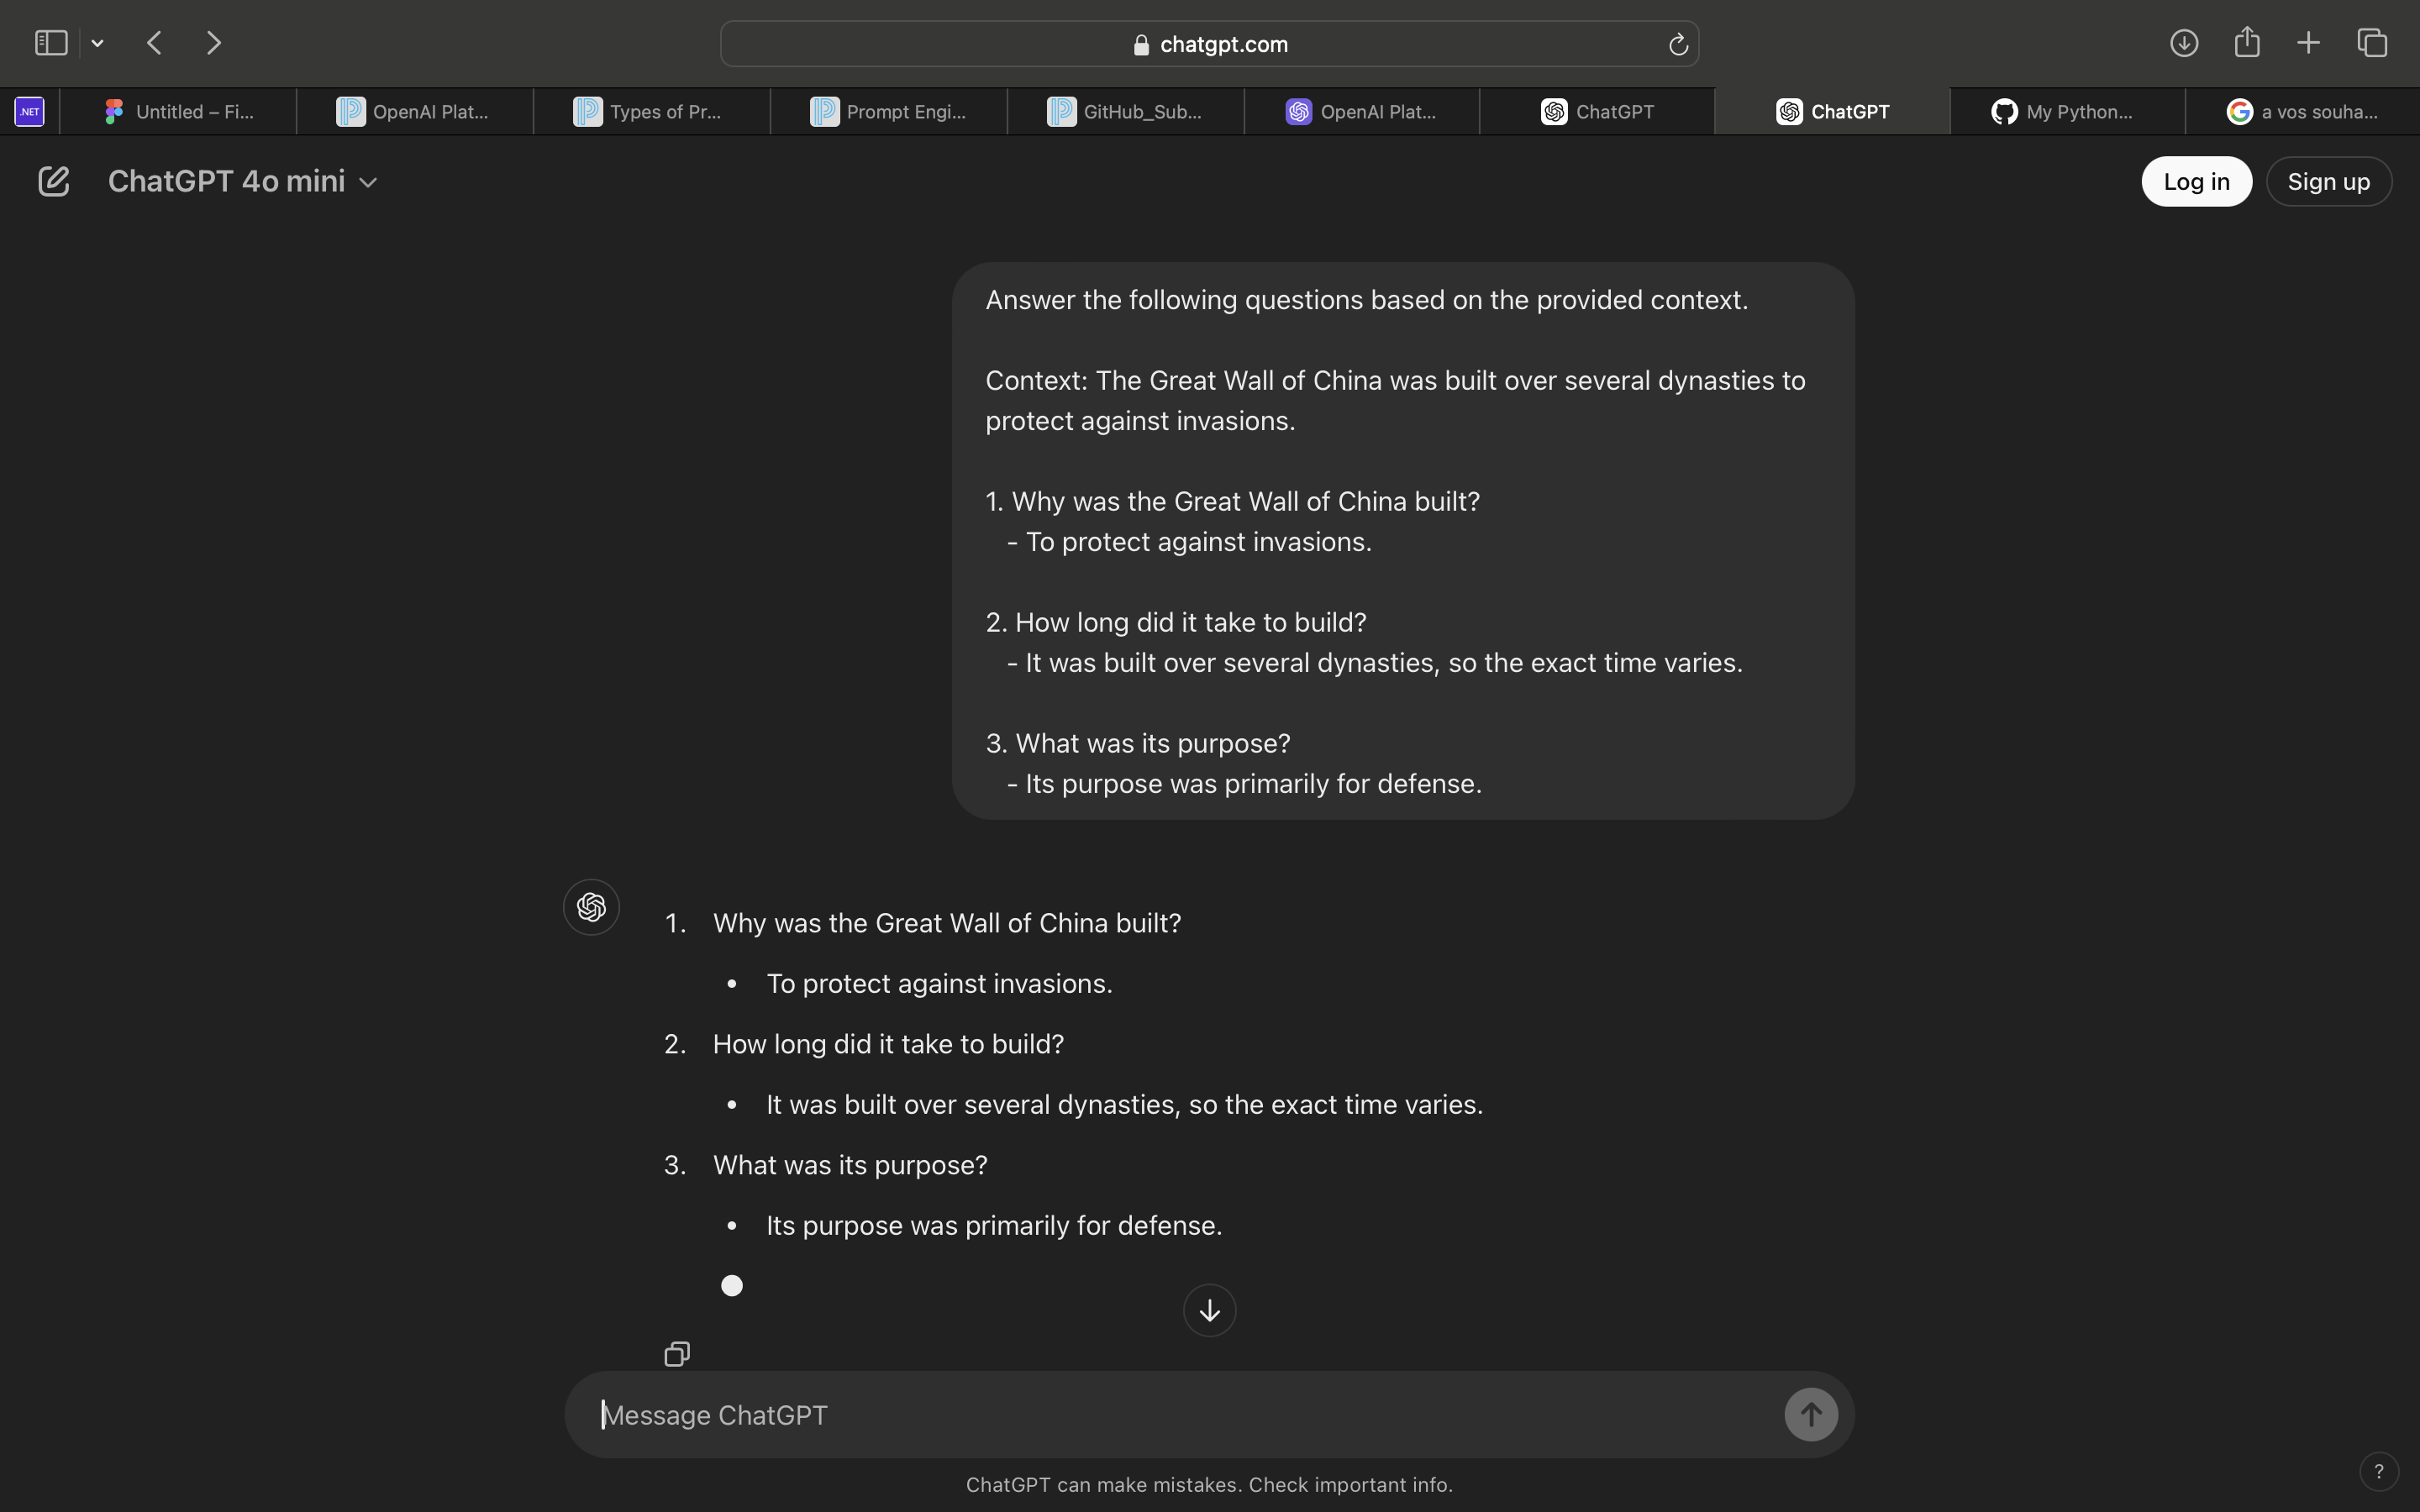 chatgpt.com
.NET
Untitled – Fi...
OpenAI Plat...
Types of Pr...
Prompt Engi...
GitHub_Sub...
OpenAI Plat...
ChatGPT
ChatGPT
My Python...
a vos souha...
ChatGPT 4o mini
Log in
Sign up
Answer the following questions based on the provided context.
Context: The Great Wall of China was built over several dynasties to
protect against invasions.
1. Why was the Great Wall of China built?
- To protect against invasions.
2. How long did it take to build?
- It was built over several dynasties, so the exact time varies.
3. What was its purpose?
- Its purpose was primarily for defense.
1. Why was the Great Wall of China built?
• To protect against invasions.
2. How long did it take to build?
• It was built over several dynasties, so the exact time varies.
3. What was its purpose?
• Its purpose was primarily for defense.
Message ChatGPT
ChatGPT can make mistakes. Check important info.
?